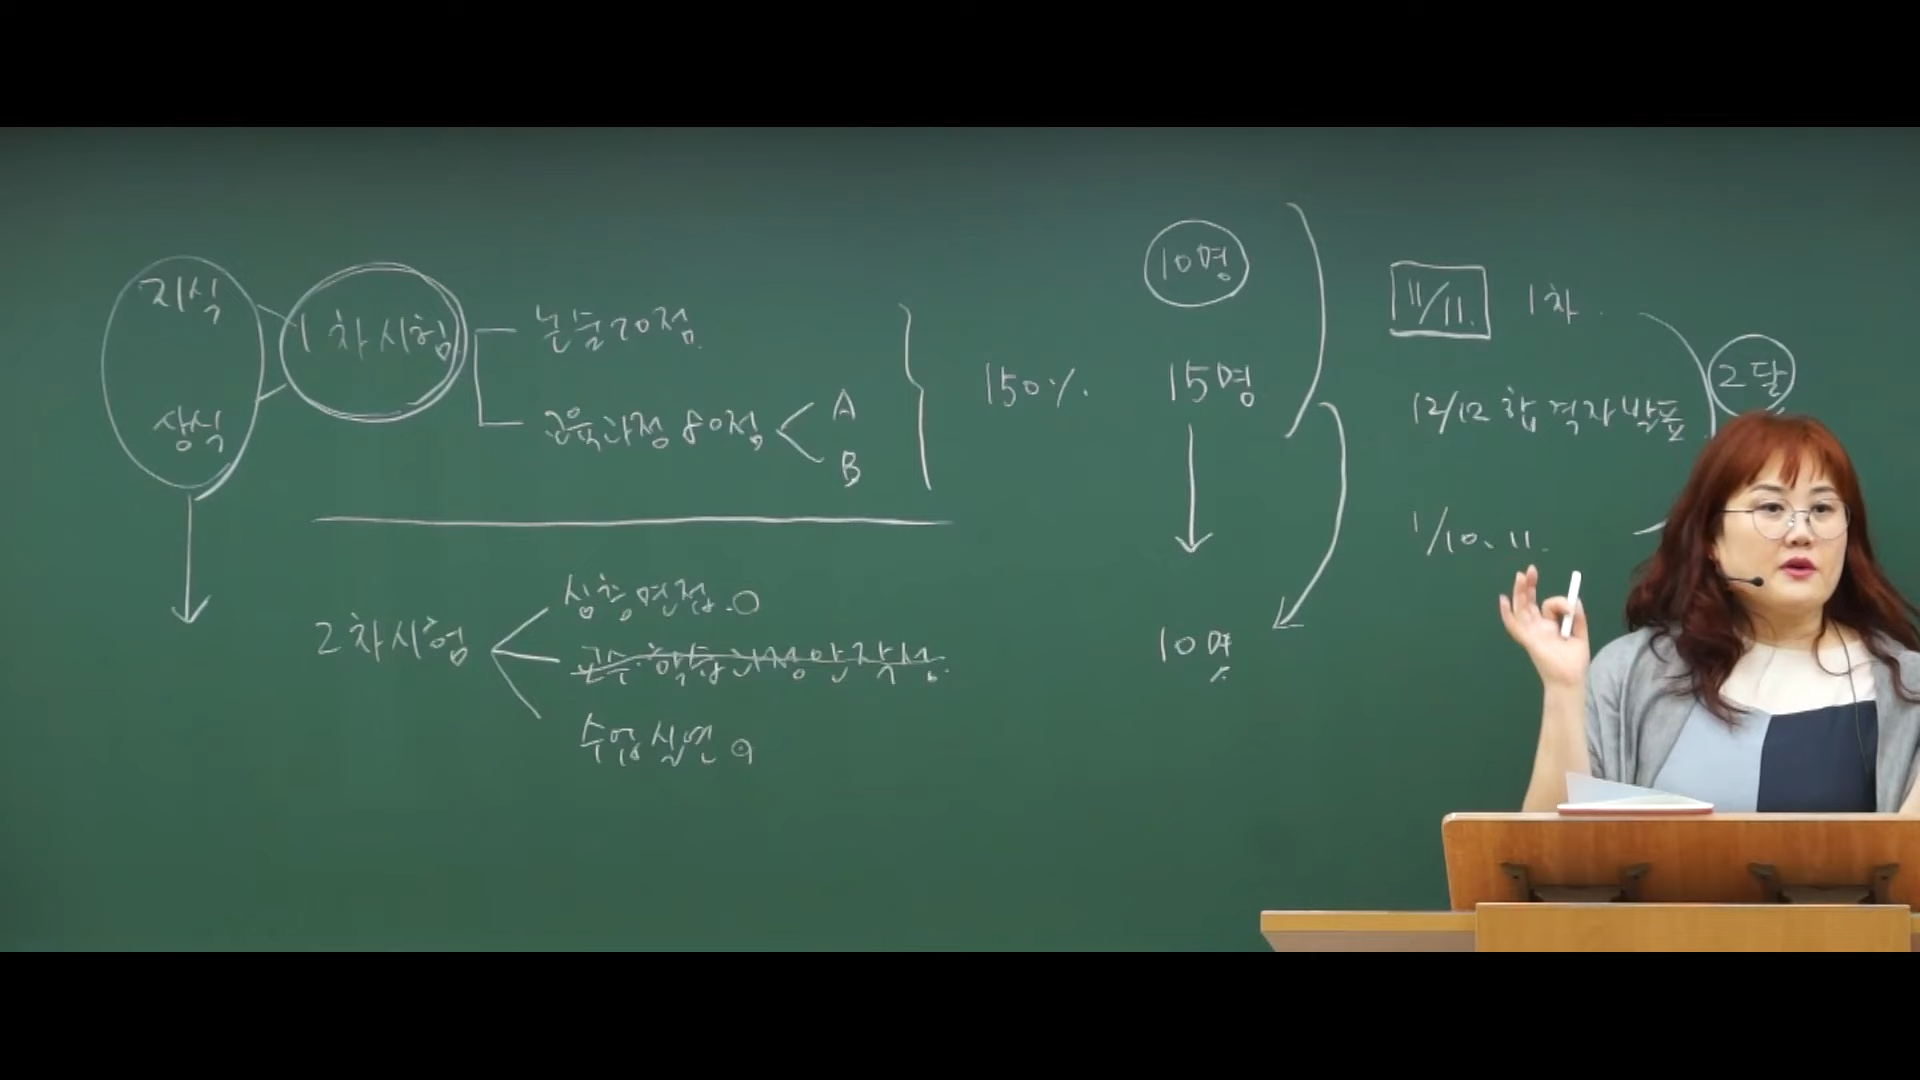 지식
상식
1차시험
논술 20점
교육과정 80점
A
B
2차시험
심층면접 ○
교수·학습과정안 작성
수업실연 ○
150%
10명
15명
10명
11/11. 1차
12/12 합격자 발표
1/10, 11.
2달